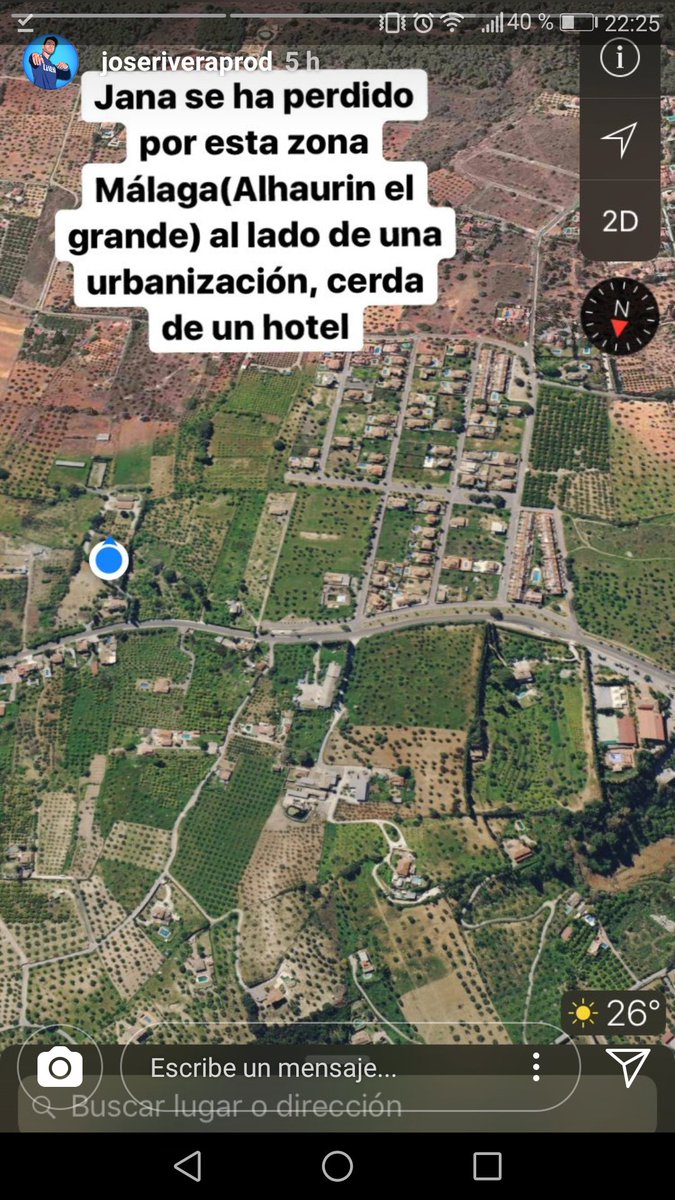 40 % 22:25
joseriveraprod 5 h
Jana se ha perdido
por esta zona
Málaga(Alhaurin el
grande) al lado de una
urbanización, cerda
de un hotel
2D
N
26°
Escribe un mensaje...
Buscar lugar o dirección